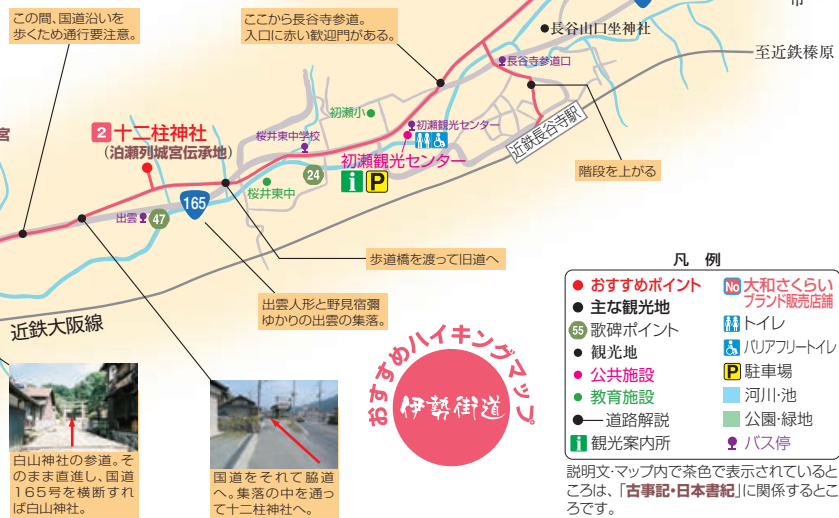 この間、国道沿いを
歩くため通行要注意。
ここから長谷寺参道。
入口に赤い歓迎門がある。
市
長谷山口坐神社
至近鉄榛原
長谷寺参道口
宮
2 十二柱神社
(泊瀬列城宮伝承地)
初瀬小
桜井東中学校
初瀬観光センター
初瀬観光センター
i P
近鉄長谷寺駅
階段を上がる
24
桜井東中
出雲
47
165
歩道橋を渡って旧道へ
出雲人形と野見宿彌
ゆかりの出雲の集落。
近鉄大阪線
白山神社の参道。そ
のまま直進し、国道
165号を横断すれ
ば白山神社。
国道をそれて脇道
へ。集落の中を通っ
て十二柱神社へ。
おすすめハイキングマップ
伊勢街道
凡 例
おすすめポイント
主な観光地
55 歌碑ポイント
観光地
公共施設
教育施設
道路解説
i 観光案内所
No 大和さくらい
ブランド販売店舗
トイレ
バリアフリートイレ
P 駐車場
河川・池
公園・緑地
バス停
説明文・マップ内で茶色で表示されていると
ころは、「古事記・日本書紀」に関係するとこ
ろです。